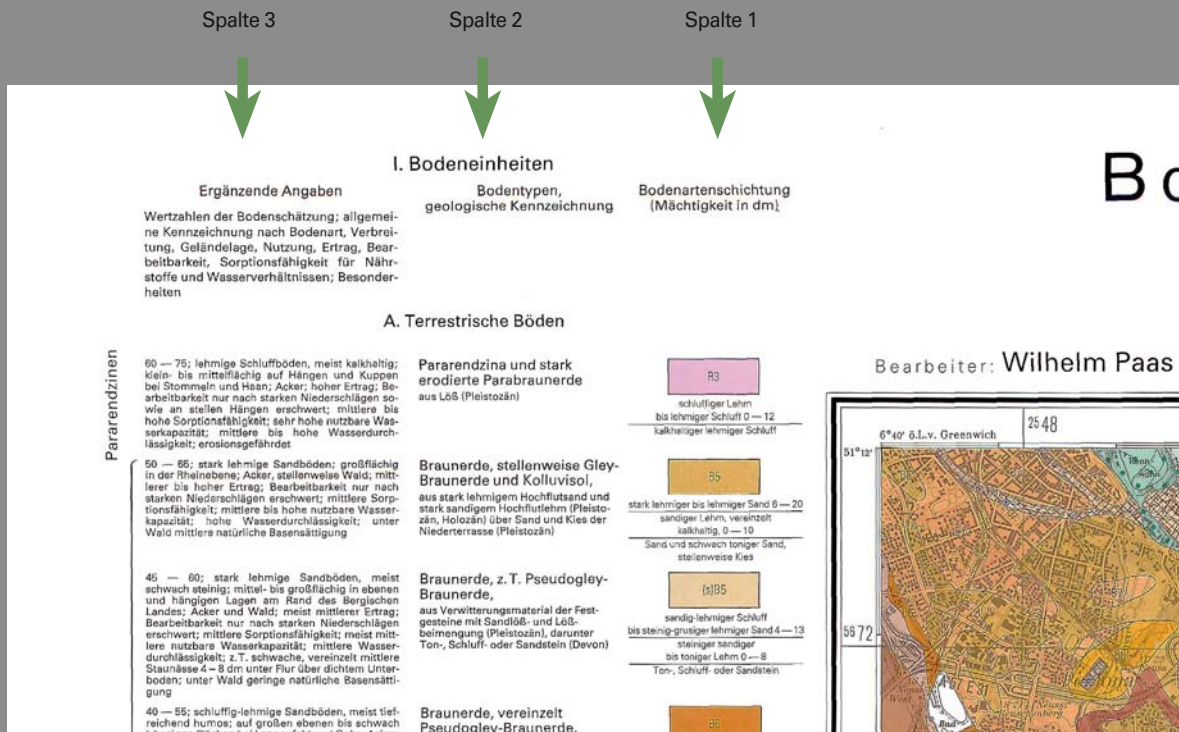 Spalte 3
Spalte 2
Spalte 1
I. Bodeneinheiten
Ergänzende Angaben
Wertzahlen der Bodenschätzung; allgemei-
ne Kennzeichnung nach Bodenart, Verbrei-
tung, Geländelage, Nutzung, Ertrag, Bear-
beitbarkeit, Sorptionsfähigkeit für Nähr-
stoffe und Wasserverhältnissen; Besonder-
heiten
Bodentypen,
geologische Kennzeichnung
Bodenartenschichtung
(Mächtigkeit in dm)
A. Terrestrische Böden
Pararendzinen
60 — 75; lehmige Schluffböden, meist kalkhaltig;
klein- bis mittelflächig auf Hängen und Kuppen
bei Stommeln und Haan; Acker; hoher Ertrag; Be-
arbeitbarkeit nur nach starken Niederschlägen so-
wie an steilen Hängen erschwert; mittlere bis
hohe Sorptionsfähigkeit; sehr hohe nutzbare Was-
serkapazität; mittlere bis hohe Wasserdurch-
lässigkeit; erosionsgefährdet
Pararendzina und stark
erodierte Parabraunerde
aus Löß (Pleistozän)
R3
schluffiger Lehm
bis lehmiger Schluff 0 — 12
kalkhaltiger lehmiger Schluff
50 — 65; stark lehmige Sandböden; großflächig
in der Rheinebene; Acker, stellenweise Wald; mitt-
lerer bis hoher Ertrag; Bearbeitbarkeit nur nach
starken Niederschlägen erschwert; mittlere Sorp-
tionsfähigkeit; mittlere bis hohe nutzbare Wasser-
kapazität; hohe Wasserdurchlässigkeit; unter
Wald mittlere natürliche Basensättigung
Braunerde, stellenweise Gley-
Braunerde und Kolluvisol,
aus stark lehmigem Hochflutsand und
stark sandigem Hochflutlehm (Pleisto-
zän, Holozän) über Sand und Kies der
Niederterrasse (Pleistozän)
B5
stark lehmiger bis lehmiger Sand 6 — 20
sandiger Lehm, vereinzelt
kalkhaltig, 0 — 10
Sand und schwach toniger Sand,
stellenweise Kies
45 — 60; stark lehmige Sandböden, meist
schwach steinig; mittel- bis großflächig in ebenen
und hängigen Lagen am Rand des Bergischen
Landes; Acker und Wald; meist mittlerer Ertrag;
Bearbeitbarkeit nur nach starken Niederschlägen
erschwert; mittlere Sorptionsfähigkeit; meist mitt-
lere nutzbare Wasserkapazität; mittlere Wasser-
durchlässigkeit; z.T. schwache, vereinzelt mittlere
Staunässe 4 – 8 dm unter Flur über dichtem Unter-
boden; unter Wald geringe natürliche Basensätti-
gung
Braunerde, z. T. Pseudogley-
Braunerde,
aus Verwitterungsmaterial der Fest-
gesteine mit Sandlöß- und Löß-
beimengung (Pleistozän), darunter
Ton-, Schluff- oder Sandstein (Devon)
(s)B5
sandig-lehmiger Schluff
bis steinig-grusiger lehmiger Sand 4 — 13
steiniger sandiger
bis toniger Lehm 0 — 8
Ton-, Schluff- oder Sandstein
40 — 55; schluffig-lehmige Sandböden, meist tief-
reichend humos; auf großen ebenen bis schwach
Braunerde, vereinzelt
Pseudogley-Braunerde,
Bo
Bearbeiter: Wilhelm Paas
6°40' ö.L.v. Greenwich
2548
51°12'
5672